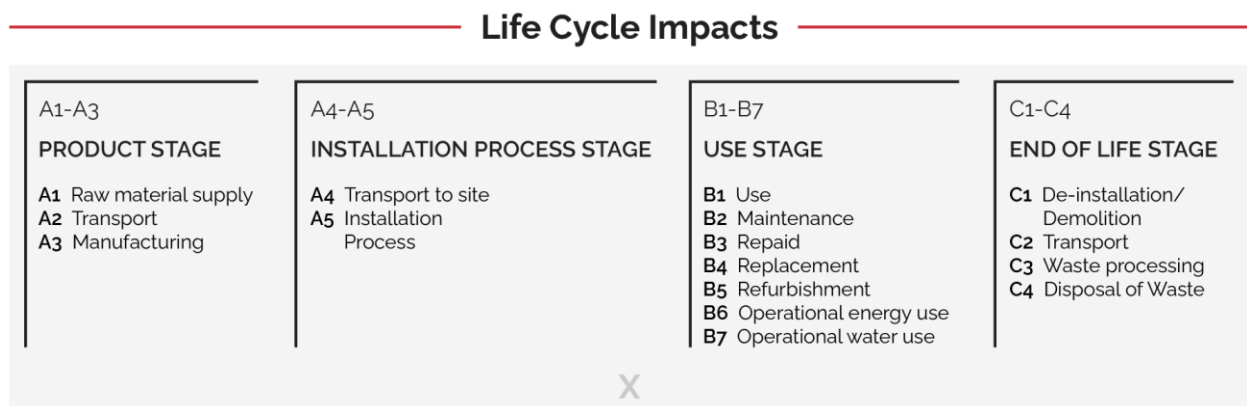 Life Cycle Impacts
A1-A3
PRODUCT STAGE
A1 Raw material supply
A2 Transport
A3 Manufacturing
A4-A5
INSTALLATION PROCESS STAGE
A4 Transport to site
A5 Installation
Process
B1-B7
USE STAGE
B1 Use
B2 Maintenance
B3 Repaid
B4 Replacement
B5 Refurbishment
B6 Operational energy use
B7 Operational water use
C1-C4
END OF LIFE STAGE
C1 De-installation/
Demolition
C2 Transport
C3 Waste processing
C4 Disposal of Waste
X